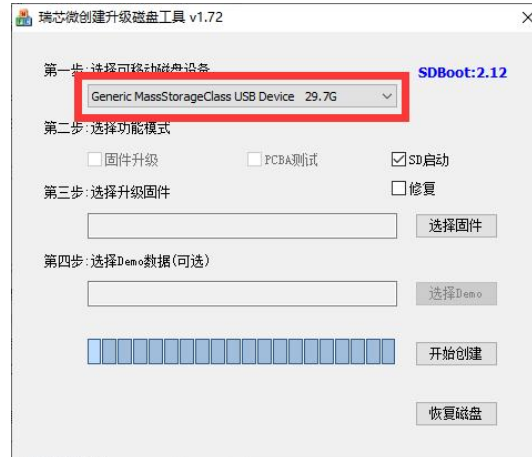 瑞芯微创建升级磁盘工具 v1.72
第一步:选择可移动磁盘设备
SDBoot:2.12
Generic MassStorageClass USB Device 29.7G
第二步:选择功能模式
固件升级
PCBA测试
SD启动
第三步:选择升级固件
修复
选择固件
第四步:选择Demo数据(可选)
选择Demo
开始创建
恢复磁盘